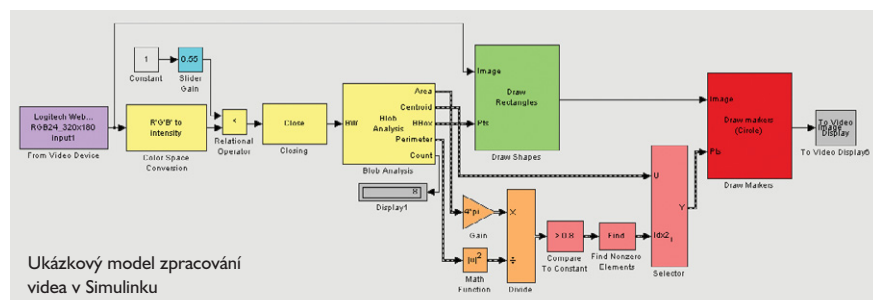 1
Constant
0.55
Slider
Gain
Logitech Web...
RGB24_320x180
input1
From Video Device
R'G'B' to
intensity
Color Space
Conversion
<
Relational
Operator
Close
Closing
BW
Blob
Analysis
Area
Centroid
BBox
Perimeter
Count
Blob Analysis
8
Display1
Image
Pts
Draw
Rectangles
Draw Shapes
4*pi
Gain
|u|²
Math
Function
X
÷
Divide
> 0.8
Compare
To Constant
Find
Find Nonzero
Elements
U
Idx2
Y
Selector
Image
Pts
Draw markers
(Circle)
Draw Markers
To Video
Display
Image
To Video Display
Ukázkový model zpracování
videa v Simulinku